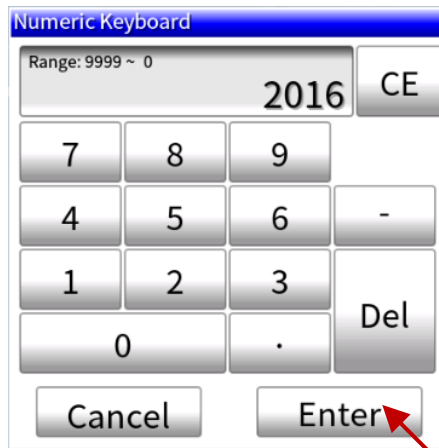 Numeric Keyboard
Range: 9999 ~ 0
2016
CE
7 8 9
4 5 6 -
1 2 3
Del
0 .
Cancel Enter